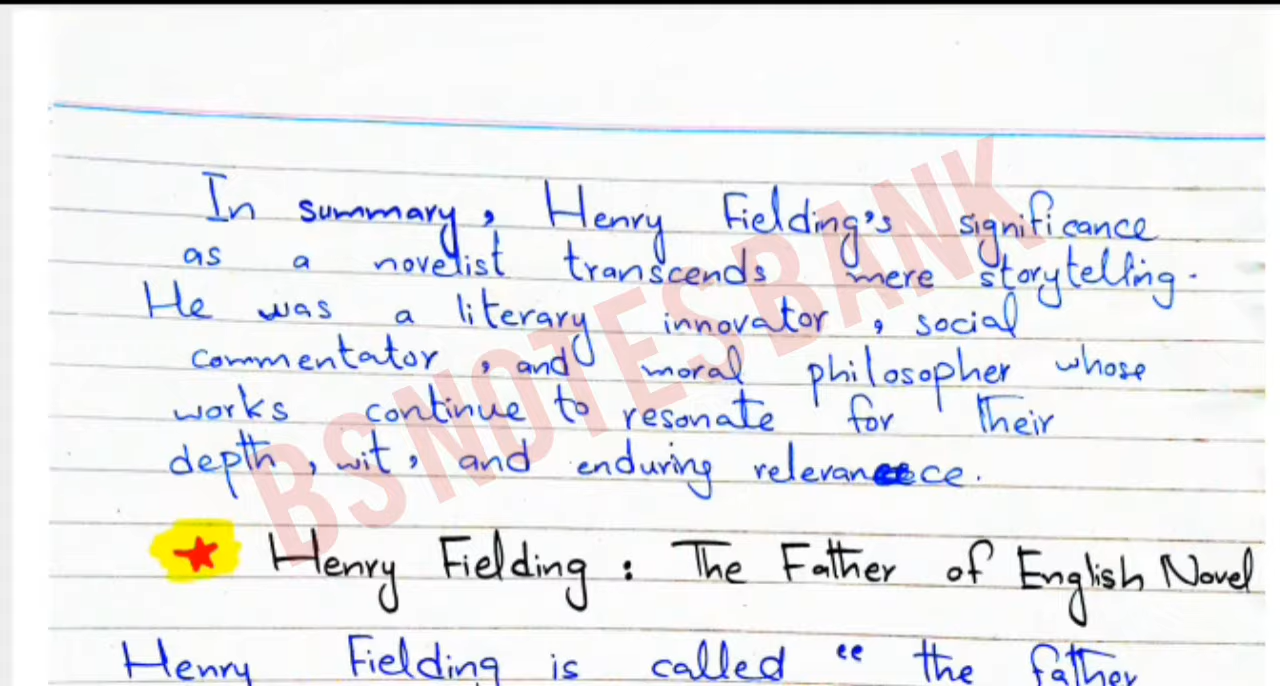 In summary, Henry Fielding's significance
as a novelist transcends mere storytelling.
He was a literary innovator, social
commentator, and moral philosopher whose
works continue to resonate for their
depth, wit, and enduring relevance.
Henry Fielding : The Father of English Novel
Henry Fielding is called “ the father
BSNOTESBANK